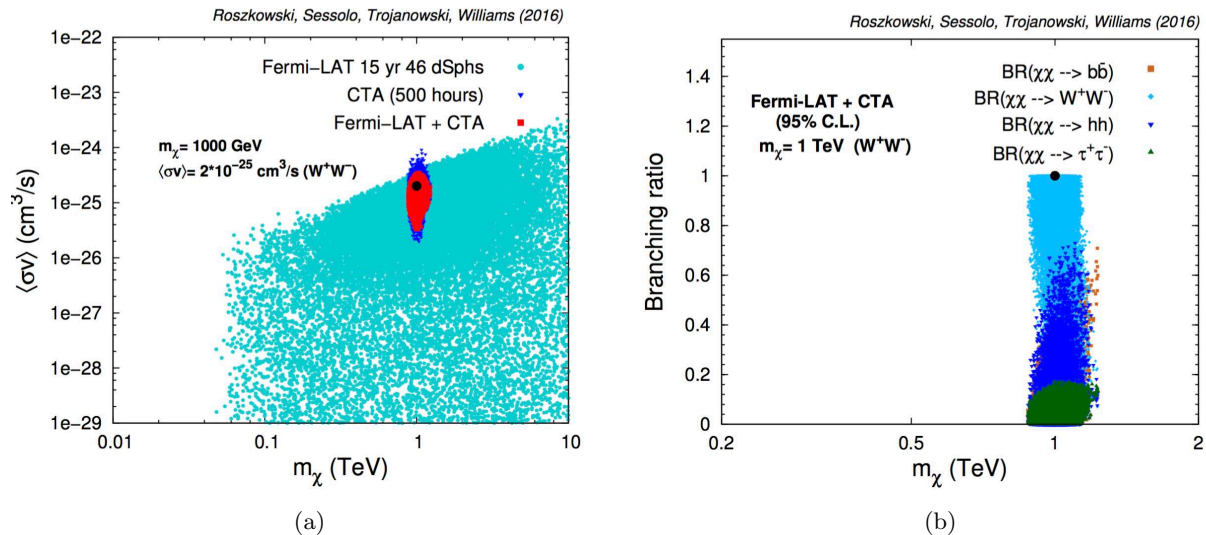 Roszkowski, Sessolo, Trojanowski, Williams (2016)
1e−22
1e−23
1e−24
1e−25
1e−26
1e−27
1e−28
1e−29
⟨σv⟩ (cm³/s)
Fermi−LAT 15 yr 46 dSphs
CTA (500 hours)
Fermi−LAT + CTA
mχ= 1000 GeV
⟨σv⟩= 2*10⁻²⁵ cm³/s (W⁺W⁻)
0.01
0.1
1
10
mχ (TeV)
(a)
Roszkowski, Sessolo, Trojanowski, Williams (2016)
1.4
1.2
1
0.8
0.6
0.4
0.2
0
Branching ratio
BR(χχ --> bb̄)
BR(χχ --> W⁺W⁻)
BR(χχ --> hh)
BR(χχ --> τ⁺τ⁻)
Fermi-LAT + CTA
(95% C.L.)
mχ= 1 TeV (W⁺W⁻)
0.2
0.5
1
2
mχ (TeV)
(b)